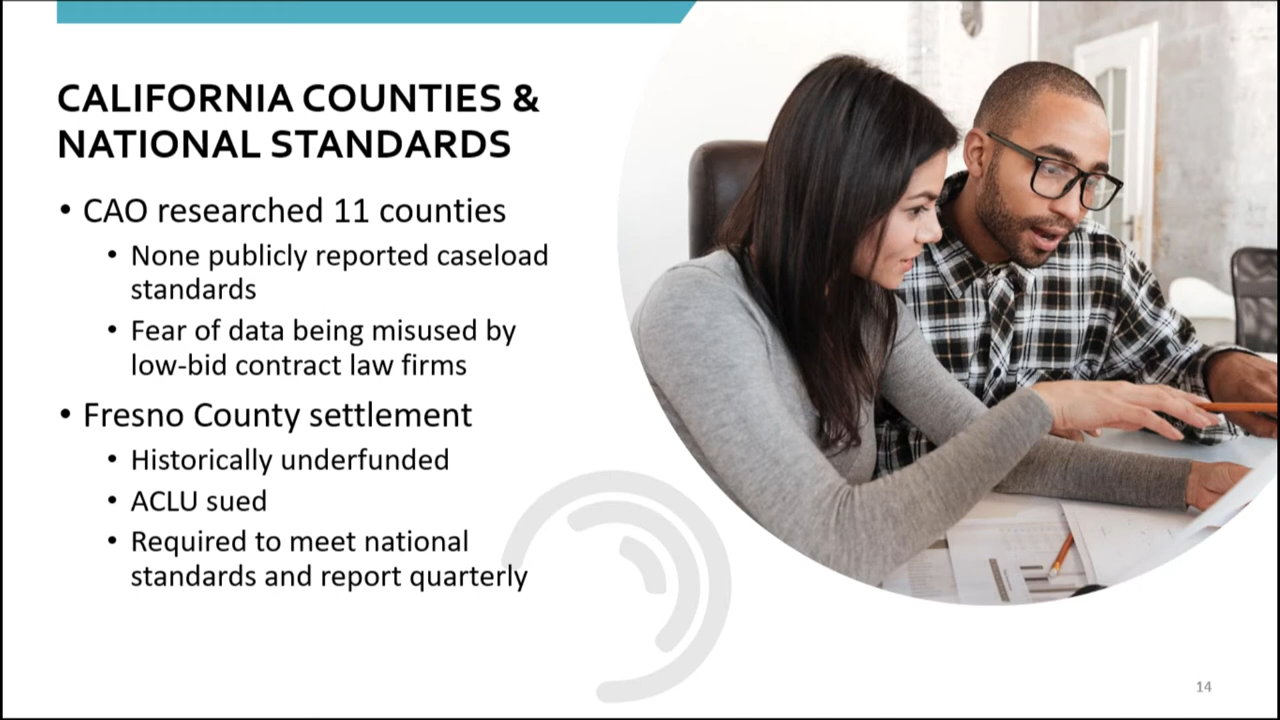 CALIFORNIA COUNTIES &
NATIONAL STANDARDS
• CAO researched 11 counties
• None publicly reported caseload
standards
• Fear of data being misused by
low-bid contract law firms
• Fresno County settlement
• Historically underfunded
• ACLU sued
• Required to meet national
standards and report quarterly
14